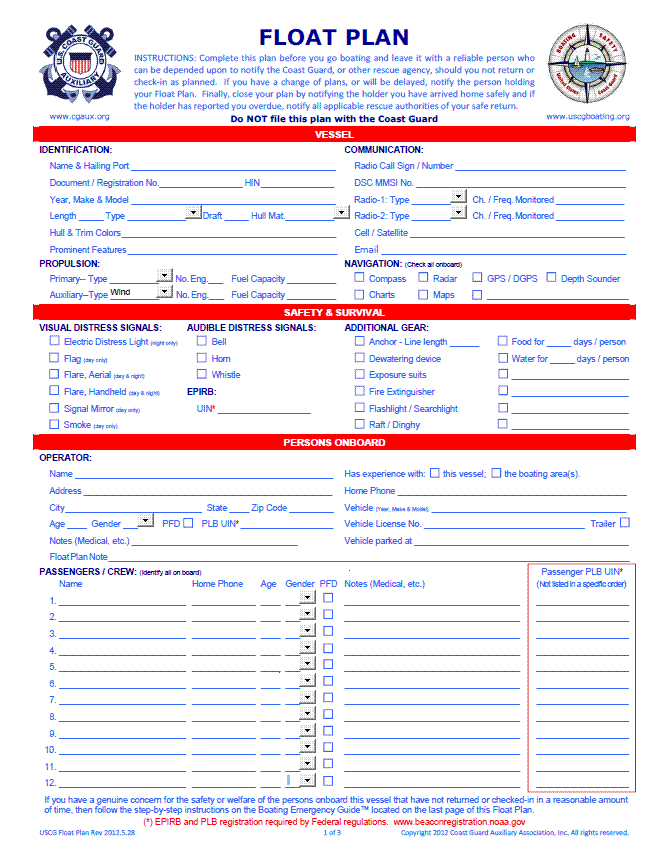 FLOAT PLAN
INSTRUCTIONS: Complete this plan before you go boating and leave it with a reliable person who
can be depended upon to notify the Coast Guard, or other rescue agency, should you not return or
check-in as planned. If you have a change of plans, or will be delayed, notify the person holding
your Float Plan. Finally, close your plan by notifying the holder you have arrived home safely and if
the holder has reported you overdue, notify all applicable rescue authorities of your safe return.
U.S. COAST GUARD
AUXILIARY
BOATING SAFETY
www.cgaux.org
Do NOT file this plan with the Coast Guard
www.uscgboating.org
VESSEL
IDENTIFICATION:
Name & Hailing Port
Document / Registration No. HIN
Year, Make & Model
Length Type Draft Hull Mat.
Hull & Trim Colors
Prominent Features
COMMUNICATION:
Radio Call Sign / Number
DSC MMSI No.
Radio-1: Type Ch. / Freq. Monitored
Radio-2: Type Ch. / Freq. Monitored
Cell / Satellite
Email
PROPULSION:
Primary– Type No. Eng. Fuel Capacity
Auxiliary–Type Wind No. Eng. Fuel Capacity
NAVIGATION: (Check all onboard)
Compass Radar GPS / DGPS Depth Sounder
Charts Maps
SAFETY & SURVIVAL
VISUAL DISTRESS SIGNALS:
Electric Distress Light (night only)
Flag (day only)
Flare, Aerial (day & night)
Flare, Handheld (day & night)
Signal Mirror (day only)
Smoke (day only)
AUDIBLE DISTRESS SIGNALS:
Bell
Horn
Whistle
EPIRB:
UIN*
ADDITIONAL GEAR:
Anchor - Line length
Dewatering device
Exposure suits
Fire Extinguisher
Flashlight / Searchlight
Raft / Dinghy
Food for days / person
Water for days / person
PERSONS ONBOARD
OPERATOR:
Name
Address
City State Zip Code
Age Gender PFD PLB UIN*
Notes (Medical, etc.)
Float Plan Note
Has experience with: this vessel; the boating area(s).
Home Phone
Vehicle (Year, Make & Model)
Vehicle License No. Trailer
Vehicle parked at
PASSENGERS / CREW: (Identify all on board)
Name Home Phone Age Gender PFD Notes (Medical, etc.)
Passenger PLB UIN*
(Not listed in a specific order)
1.
2.
3.
4.
5.
6.
7.
8.
9.
10.
11.
12.
If you have a genuine concern for the safety or welfare of the persons onboard this vessel that have not returned or checked-in in a reasonable amount
of time, then follow the step-by-step instructions on the Boating Emergency Guide™ located on the last page of this Float Plan.
(*) EPIRB and PLB registration required by Federal regulations. www.beaconregistration.noaa.gov
USCG Float Plan Rev 2012.5.28
1 of 3
Copyright 2012 Coast Guard Auxiliary Association, Inc. All rights reserved.